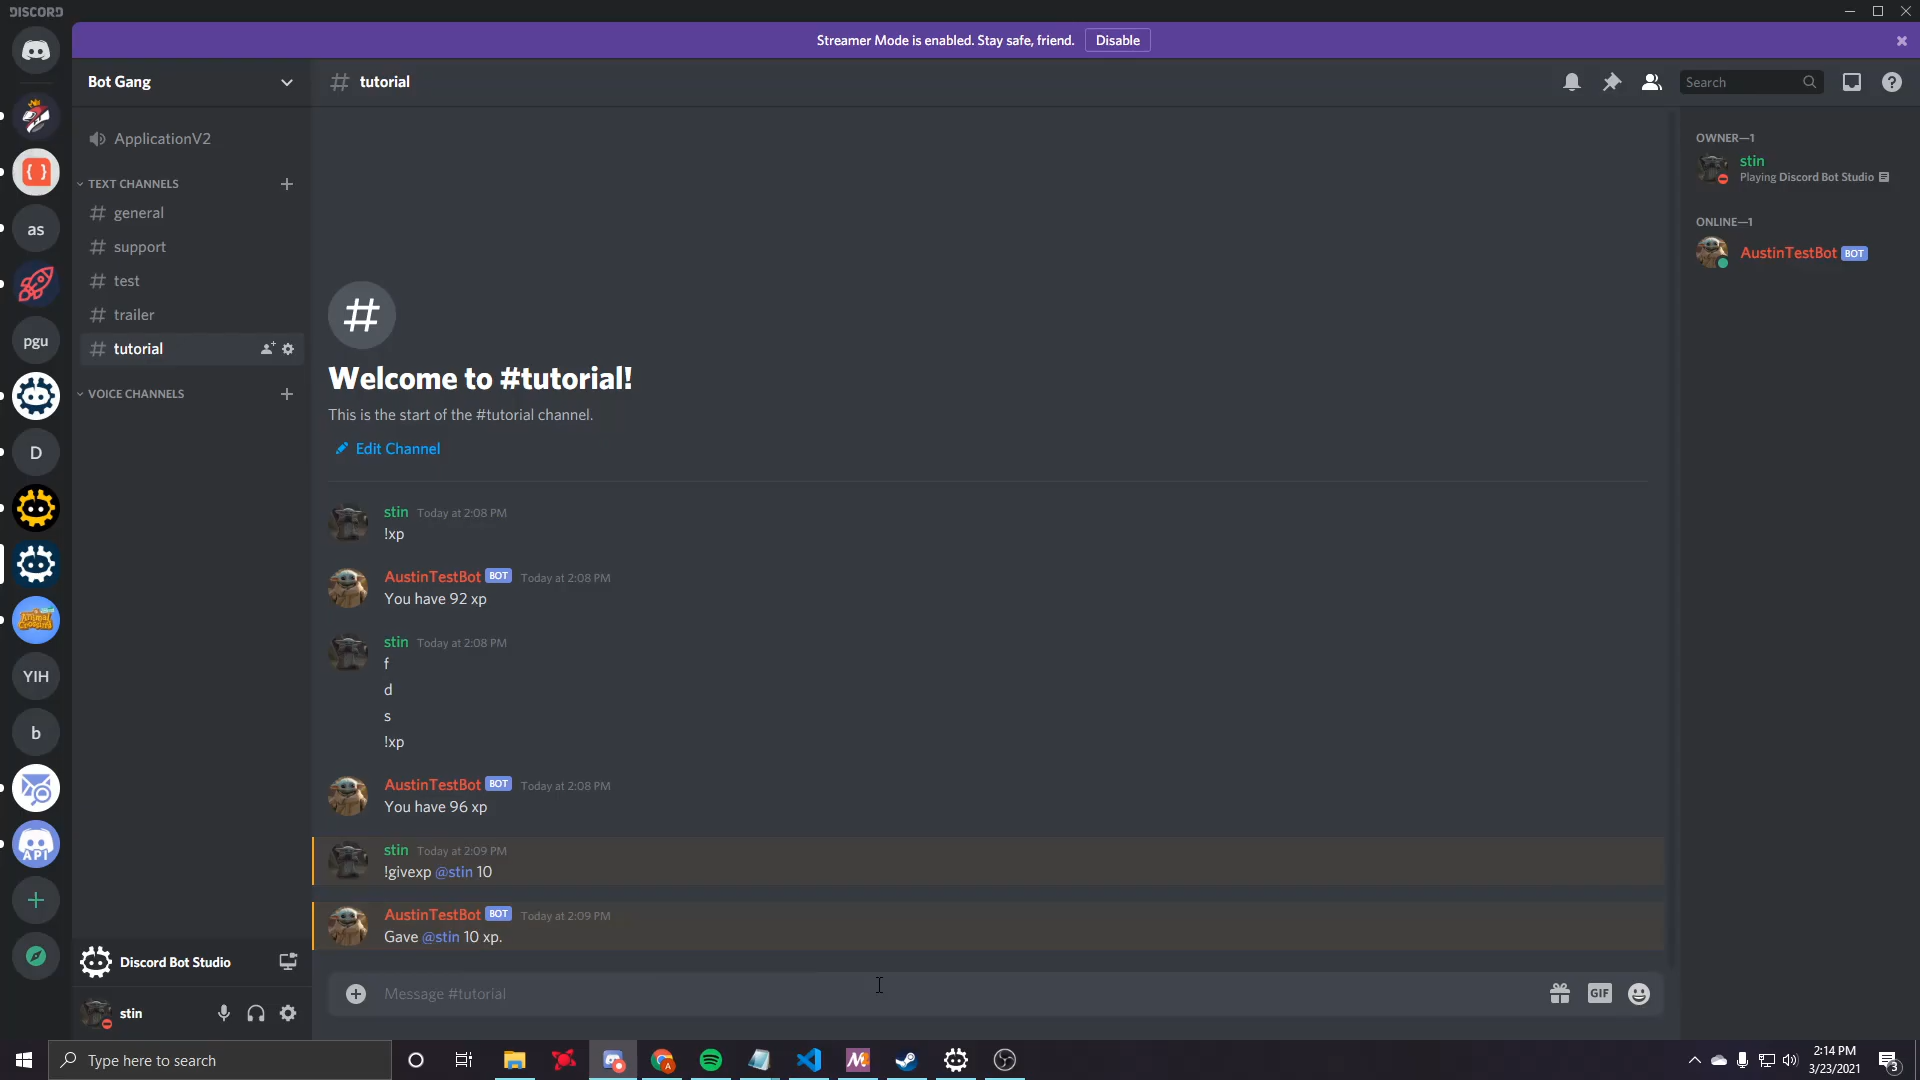 DISCORD
Streamer Mode is enabled. Stay safe, friend.
Disable
Bot Gang
tutorial
Search
ApplicationV2
TEXT CHANNELS
general
support
test
trailer
tutorial
VOICE CHANNELS
as
pgu
D
Animal Crossing
YIH
b
API
Welcome to #tutorial!
This is the start of the #tutorial channel.
Edit Channel
stin Today at 2:08 PM
!xp
AustinTestBot BOT Today at 2:08 PM
You have 92 xp
stin Today at 2:08 PM
f
d
s
!xp
AustinTestBot BOT Today at 2:08 PM
You have 96 xp
stin Today at 2:09 PM
!givexp @stin 10
AustinTestBot BOT Today at 2:09 PM
Gave @stin 10 xp.
Message #tutorial
GIF
OWNER—1
stin
Playing Discord Bot Studio
ONLINE—1
AustinTestBot BOT
Discord Bot Studio
stin
Type here to search
A
M
2:14 PM
3/23/2021
3